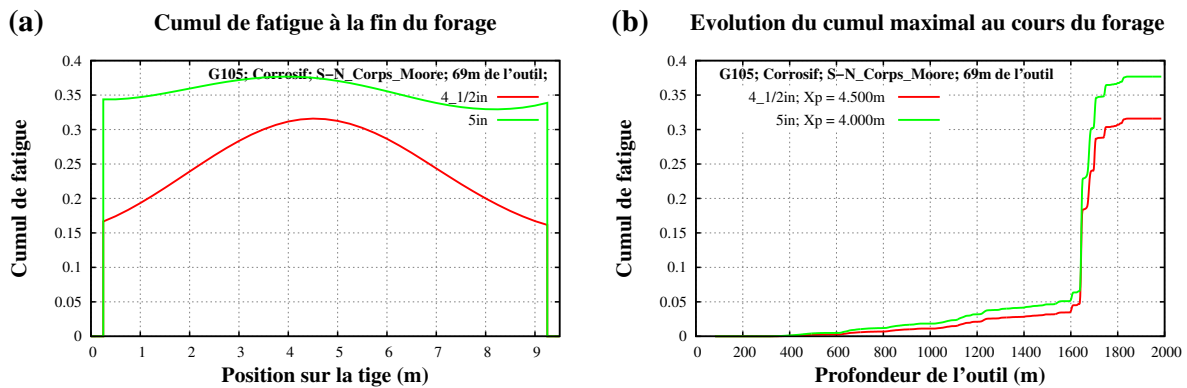 (a)
Cumul de fatigue à la fin du forage
G105; Corrosif; S−N_Corps_Moore; 69m de l’outil;
4_1/2in
5in
Cumul de fatigue
0.4
0.35
0.3
0.25
0.2
0.15
0.1
0.05
0
0 1 2 3 4 5 6 7 8 9
Position sur la tige (m)
(b)
Evolution du cumul maximal au cours du forage
G105; Corrosif; S−N_Corps_Moore; 69m de l’outil
4_1/2in; Xp = 4.500m
5in; Xp = 4.000m
Cumul de fatigue
0.4
0.35
0.3
0.25
0.2
0.15
0.1
0.05
0
0 200 400 600 800 1000 1200 1400 1600 1800 2000
Profondeur de l’outil (m)